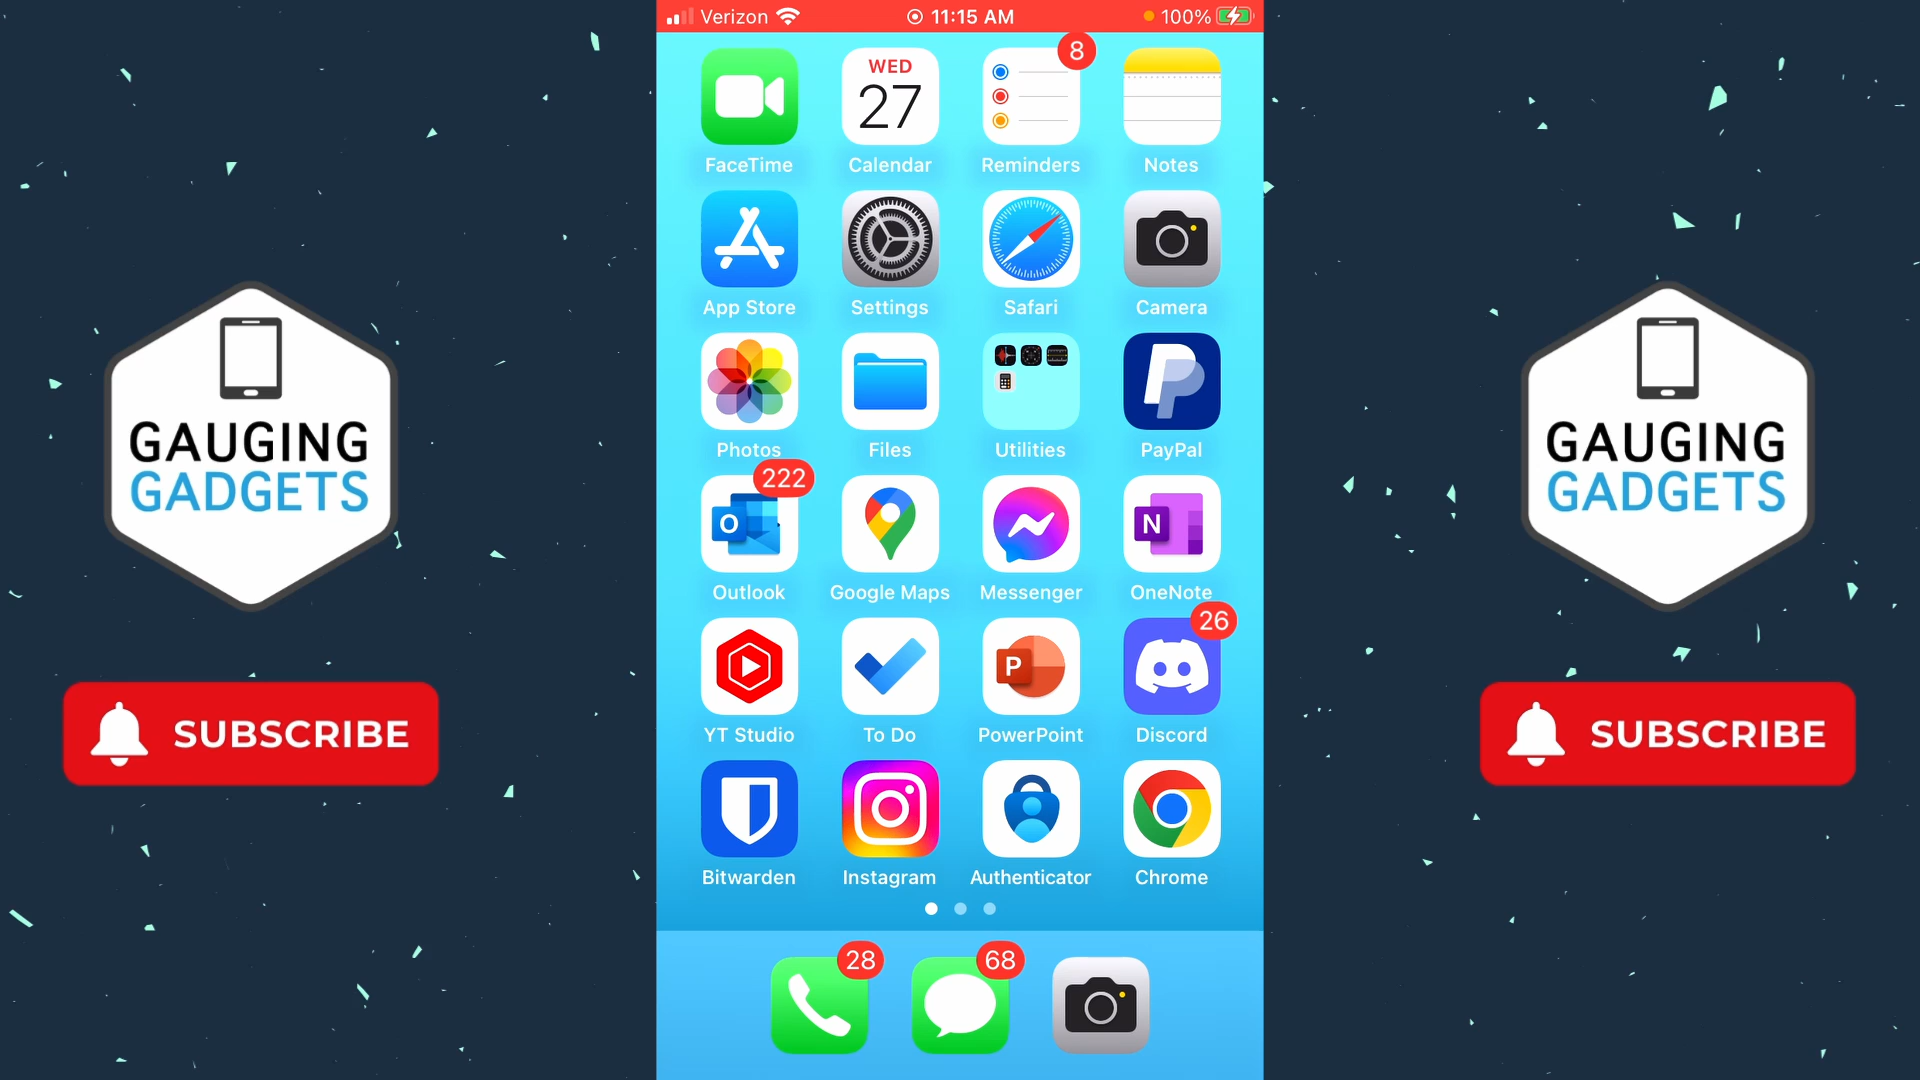 Verizon 11:15 AM 100%
8
WED
27
FaceTime Calendar Reminders Notes
App Store Settings Safari Camera
Photos Files Utilities PayPal
222
O N
Outlook Google Maps Messenger OneNote
26
P
YT Studio To Do PowerPoint Discord
Bitwarden Instagram Authenticator Chrome
28 68
GAUGING
GADGETS
SUBSCRIBE
GAUGING
GADGETS
SUBSCRIBE